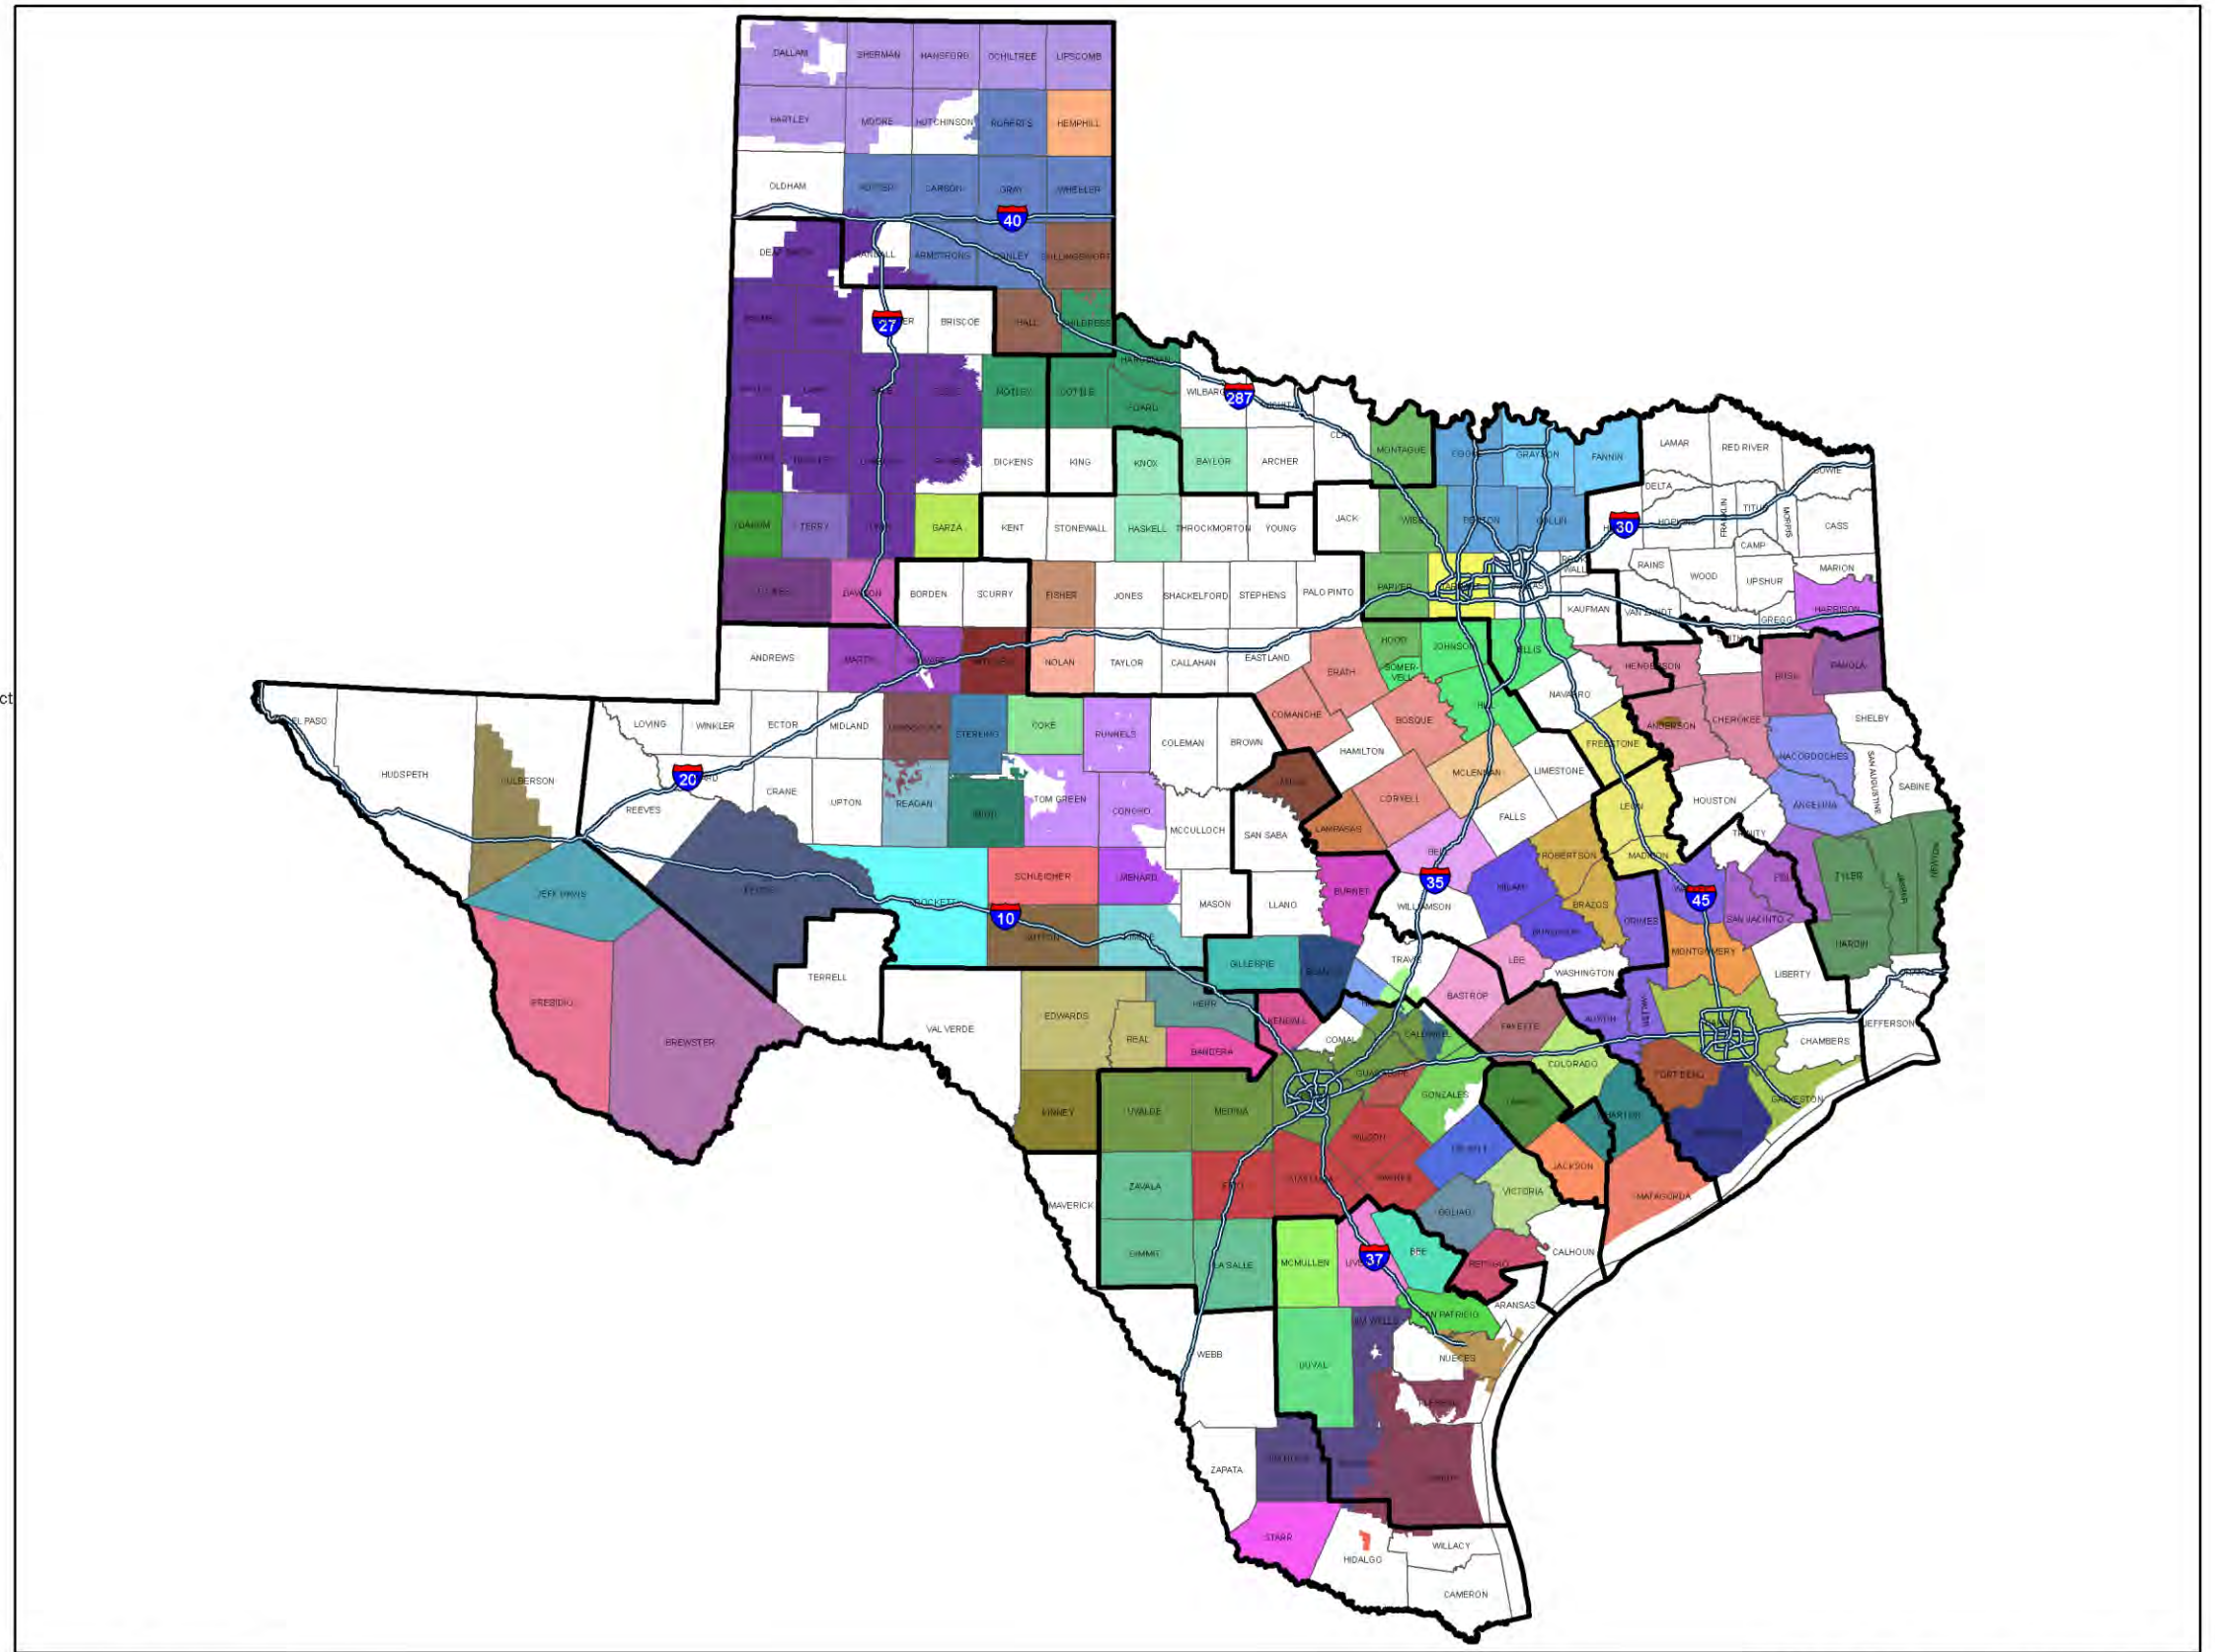 DALLAM
SHERMAN
HANSFORD
OCHILTREE
LIPSCOMB
HARTLEY
MOORE
HUTCHINSON
ROBERTS
HEMPHILL
OLDHAM
POTTER
CARSON
GRAY
WHEELER
40
ARMSTRONG
27
BRISCOE
HALL
CHILDRESS
MOTLEY
COTTLE
FOARD
287
DICKENS
KING
KNOX
BAYLOR
ARCHER
MONTAGUE
COOKE
GRAYSON
FANNIN
LAMAR
RED RIVER
BOWIE
DELTA
YOAKUM
TERRY
LYNN
GARZA
KENT
STONEWALL
HASKELL
THROCKMORTON
YOUNG
JACK
WISE
DENTON
COLLIN
30
FRANKLIN
MORRIS
CASS
CAMP
RAINS
WOOD
UPSHUR
MARION
DAWSON
BORDEN
SCURRY
FISHER
JONES
SHACKELFORD
STEPHENS
PALO PINTO
PARKER
KAUFMAN
VAN ZANDT
GREGG
HARRISON
ANDREWS
MARTIN
NOLAN
TAYLOR
CALLAHAN
EASTLAND
ERATH
HOOD
SOMER-
VELL
JOHNSON
ELLIS
HENDERSON
RUSK
PANOLA
ct
EL PASO
HUDSPETH
CULBERSON
LOVING
WINKLER
ECTOR
MIDLAND
STERLING
COKE
RUNNELS
COLEMAN
BROWN
COMANCHE
HAMILTON
BOSQUE
HILL
NAVARRO
FREESTONE
ANDERSON
CHEROKEE
NACOGDOCHES
SHELBY
SAN AUGUSTINE
SABINE
20
REEVES
CRANE
UPTON
REAGAN
TOM GREEN
CONCHO
MCCULLOCH
SAN SABA
LAMPASAS
CORYELL
MCLENNAN
LIMESTONE
FALLS
LEON
HOUSTON
ANGELINA
TRINITY
JEFF DAVIS
10
SCHLEICHER
MENARD
MASON
LLANO
BURNET
BELL
35
WILLIAMSON
MILAM
ROBERTSON
BRAZOS
MADISON
GRIMES
45
SAN JACINTO
TYLER
NEWTON
HARDIN
SUTTON
KIMBLE
GILLESPIE
TRAVIS
LEE
BURLESON
WASHINGTON
MONTGOMERY
LIBERTY
PRESIDIO
BREWSTER
TERRELL
VAL VERDE
EDWARDS
REAL
KERR
BANDERA
KENDALL
COMAL
CALDWELL
BASTROP
FAYETTE
AUSTIN
COLORADO
FORT BEND
CHAMBERS
JEFFERSON
GALVESTON
KINNEY
UVALDE
MEDINA
GUADALUPE
GONZALES
WHARTON
MAVERICK
ZAVALA
FRIO
WILSON
VICTORIA
JACKSON
MATAGORDA
GOLIAD
DIMMIT
LA SALLE
MCMULLEN
37
BEE
REFUGIO
CALHOUN
ARANSAS
SAN PATRICIO
WEBB
DUVAL
JIM WELLS
NUECES
ZAPATA
STARR
HIDALGO
WILLACY
CAMERON